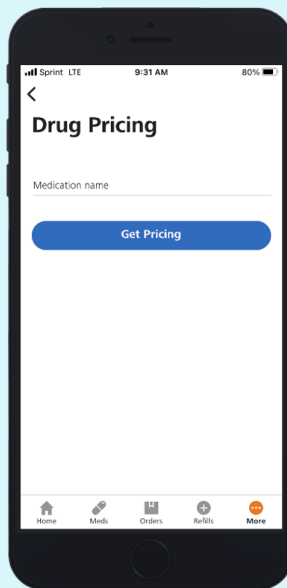 Sprint LTE 9:31 AM 80%
Drug Pricing
Medication name
Get Pricing
Home Meds Orders Refills More